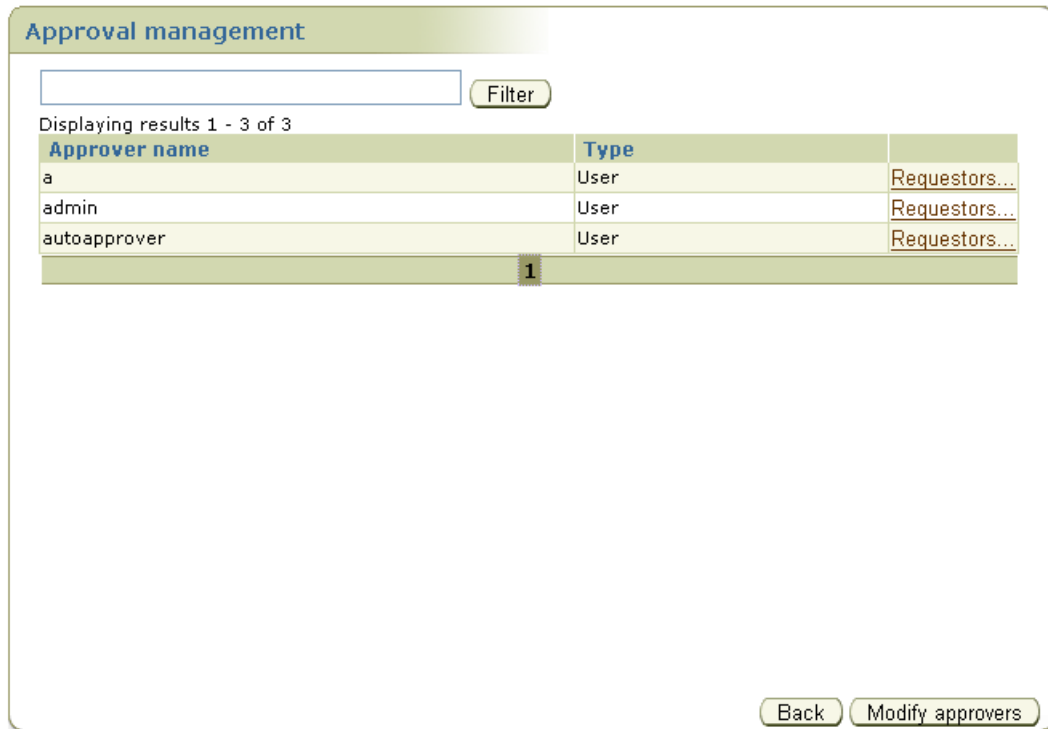 Approval management
Filter
Displaying results 1 - 3 of 3
Approver name Type
a User Requestors...
admin User Requestors...
autoapprover User Requestors...
1
Back Modify approvers